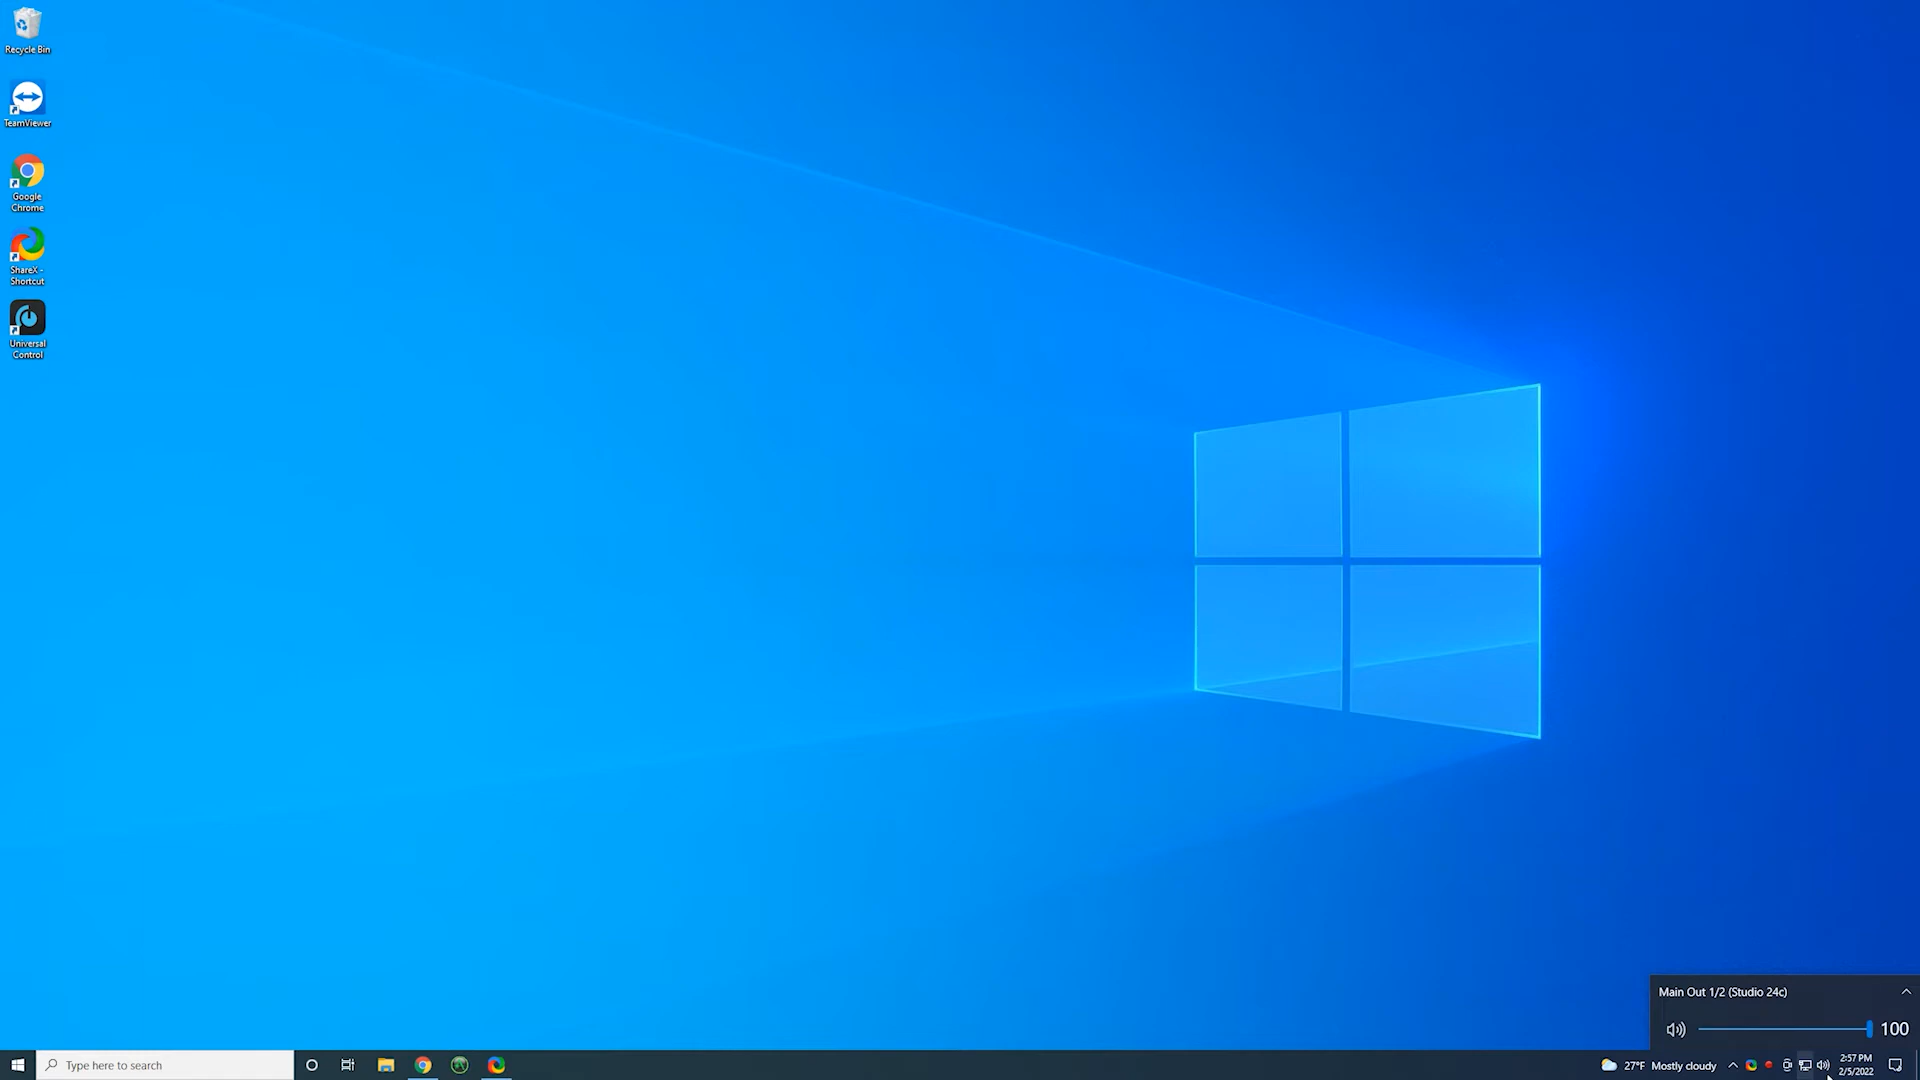 Recycle Bin
TeamViewer
Google
Chrome
ShareX -
Shortcut
Universal
Control
Main Out 1/2 (Studio 24c)
100
Type here to search
27°F Mostly cloudy
2:57 PM
2/5/2022